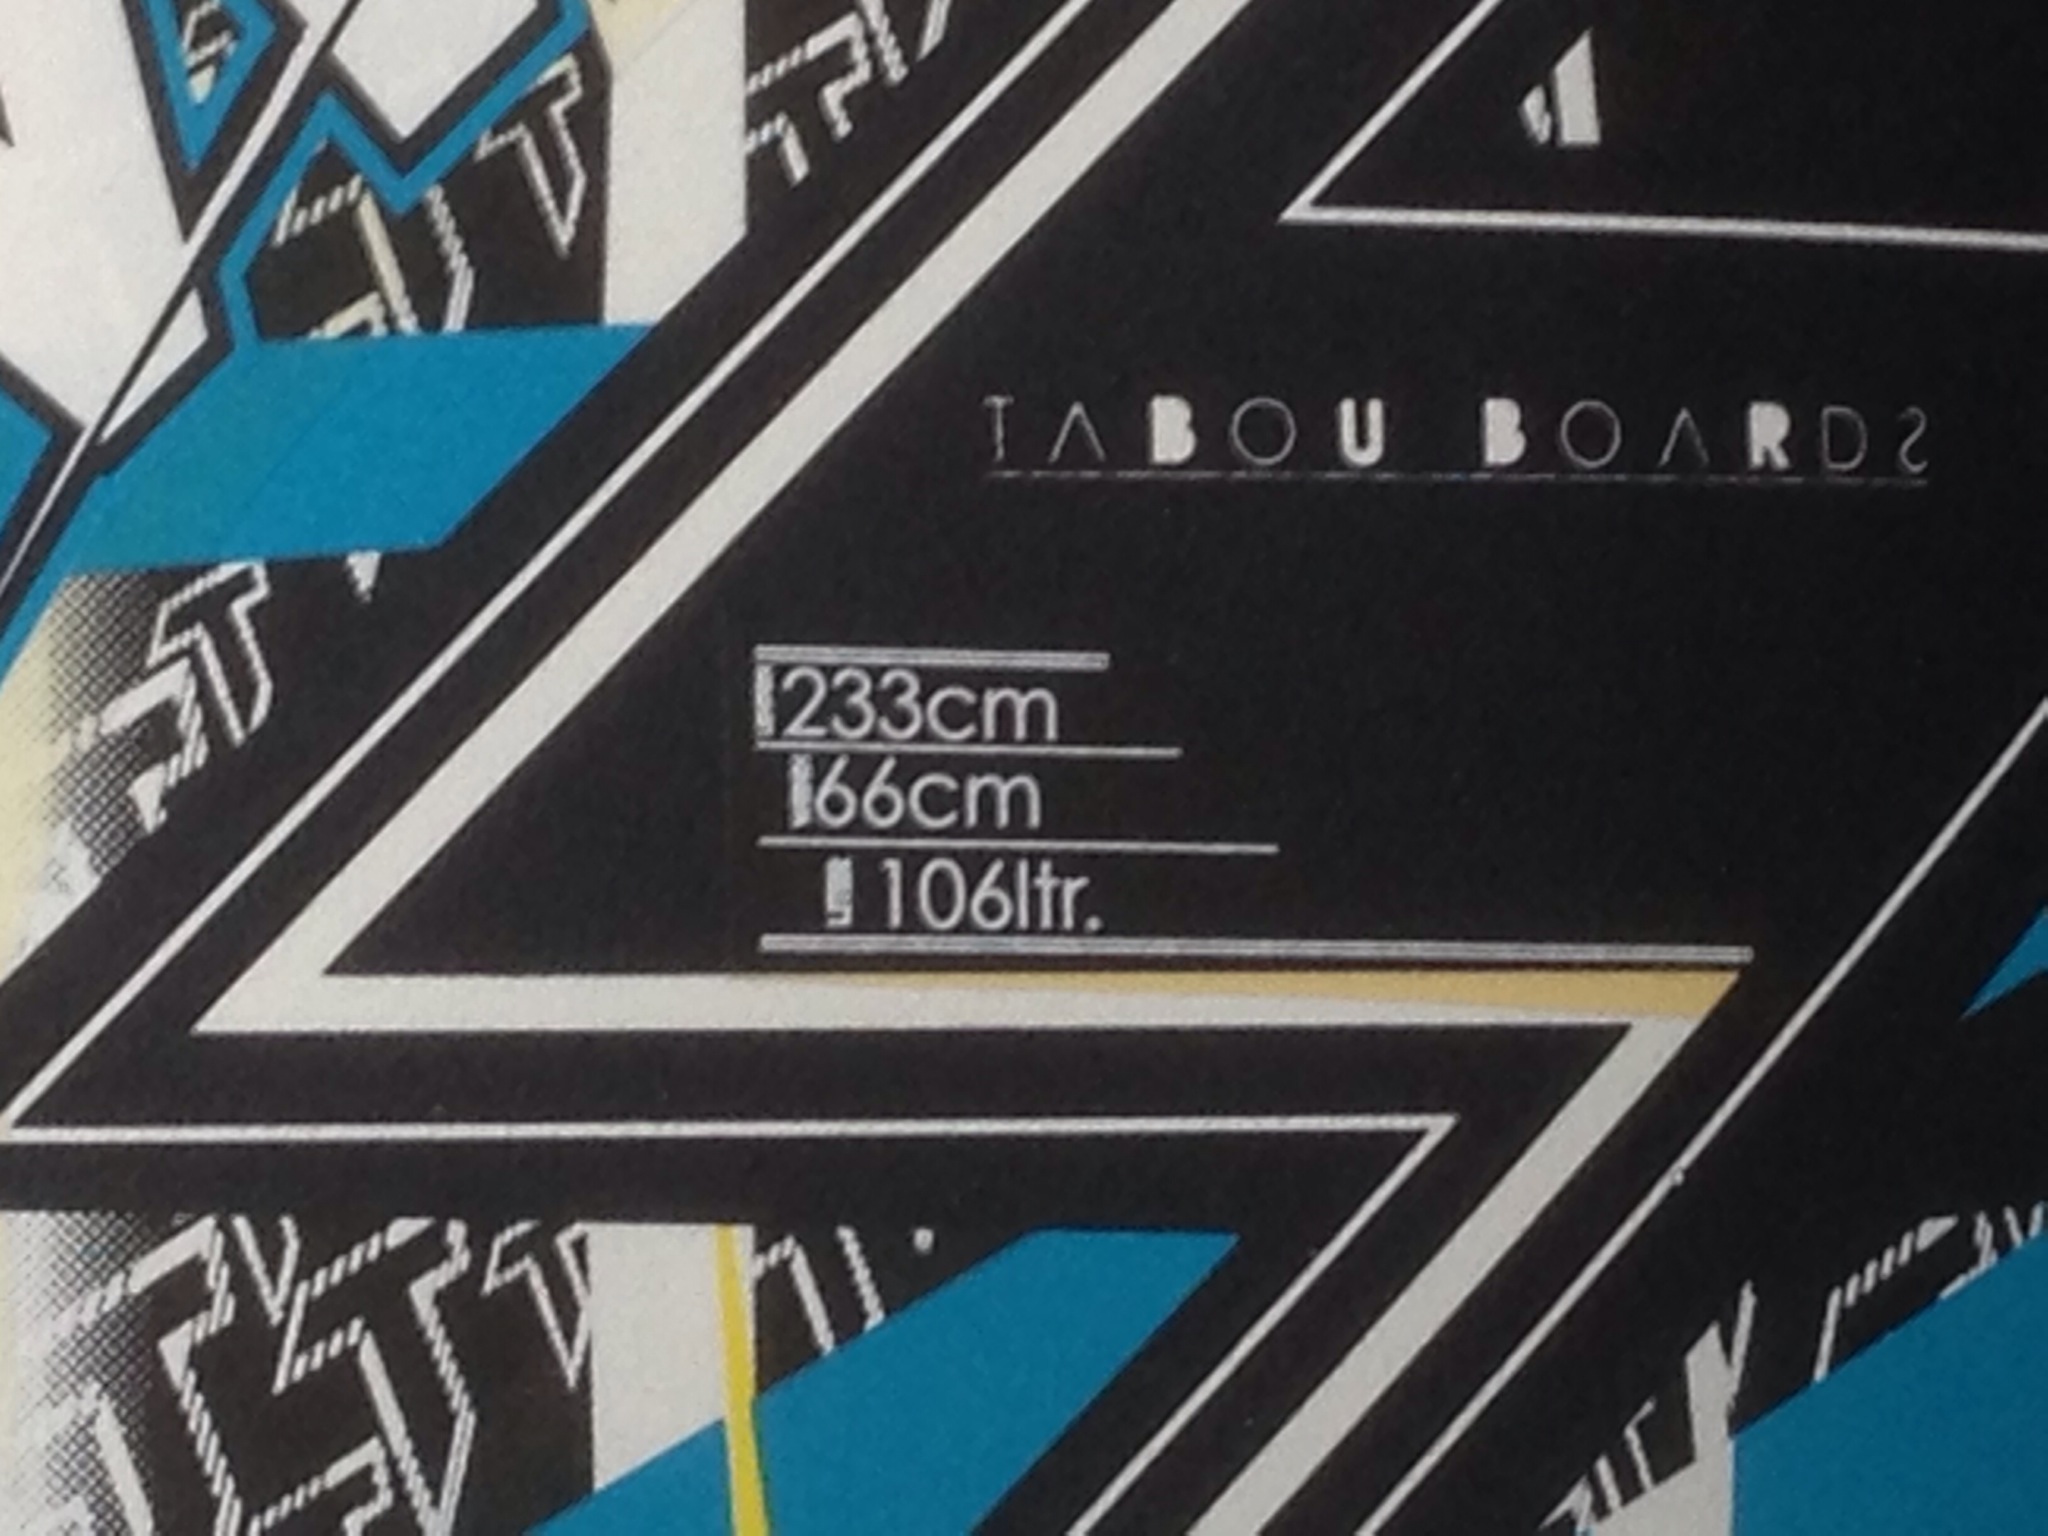 TABOU BOARDS
233cm
66cm
106ltr.